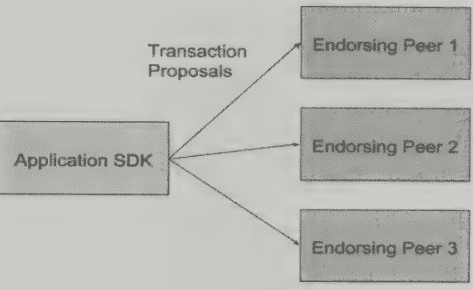 Transaction
Proposals
Endorsing Peer 1
Application SDK
Endorsing Peer 2
Endorsing Peer 3